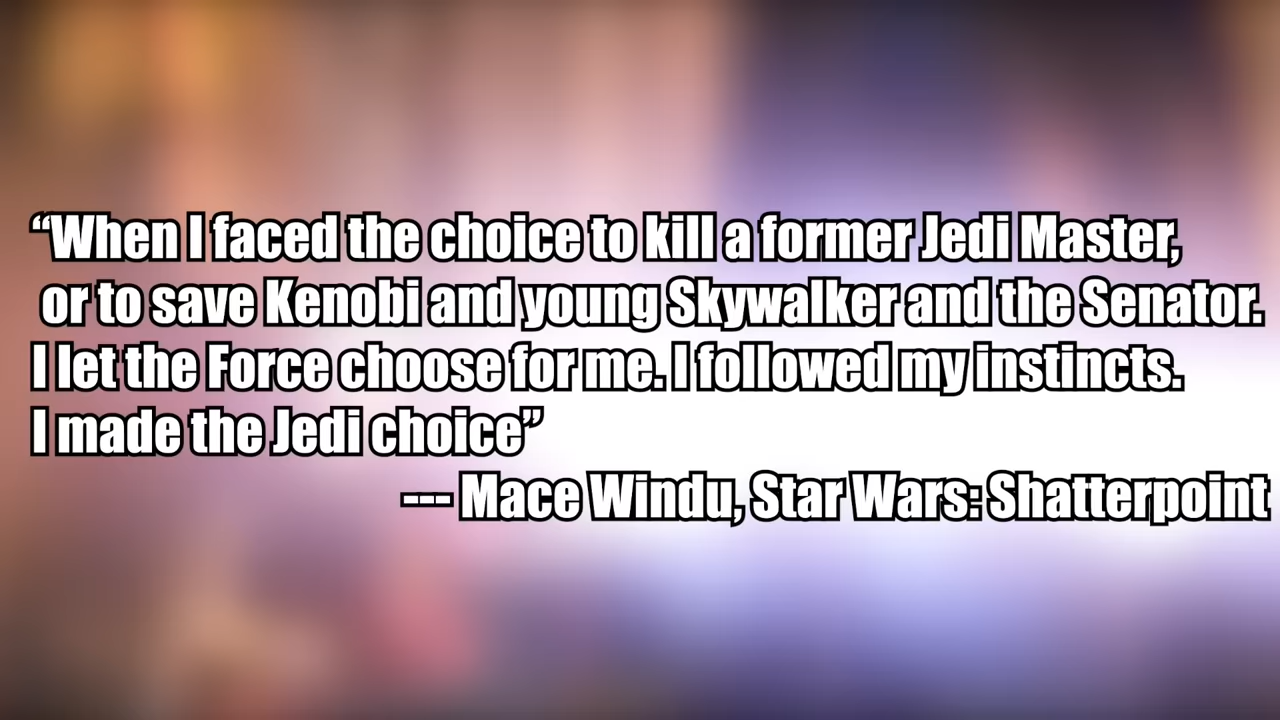 “When I faced the choice to kill a former Jedi Master,
or to save Kenobi and young Skywalker and the Senator.
I let the Force choose for me. I followed my instincts.
I made the Jedi choice”
--- Mace Windu, Star Wars: Shatterpoint